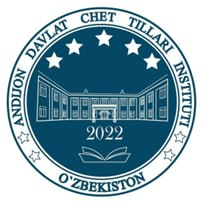 ANDIJON DAVLAT CHET TILLARI INSTITUTI
2022
O'ZBEKISTON